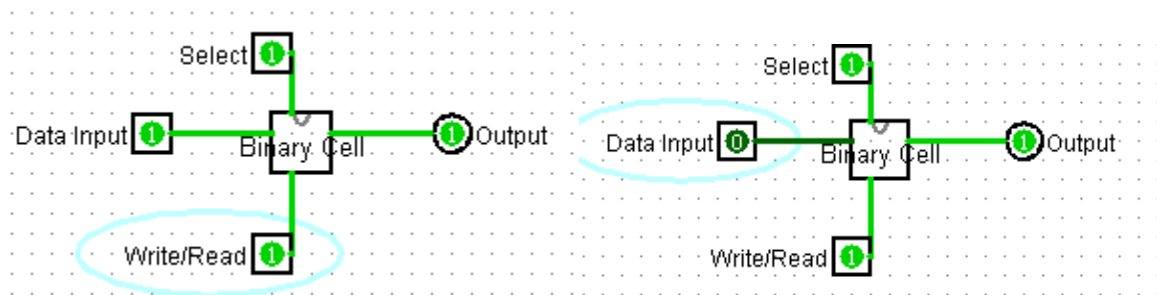 Select 1
Data Input 1 Binary Cell 1 Output
Write/Read 1
Select 1
Data Input 0 Binary Cell 1 Output
Write/Read 1